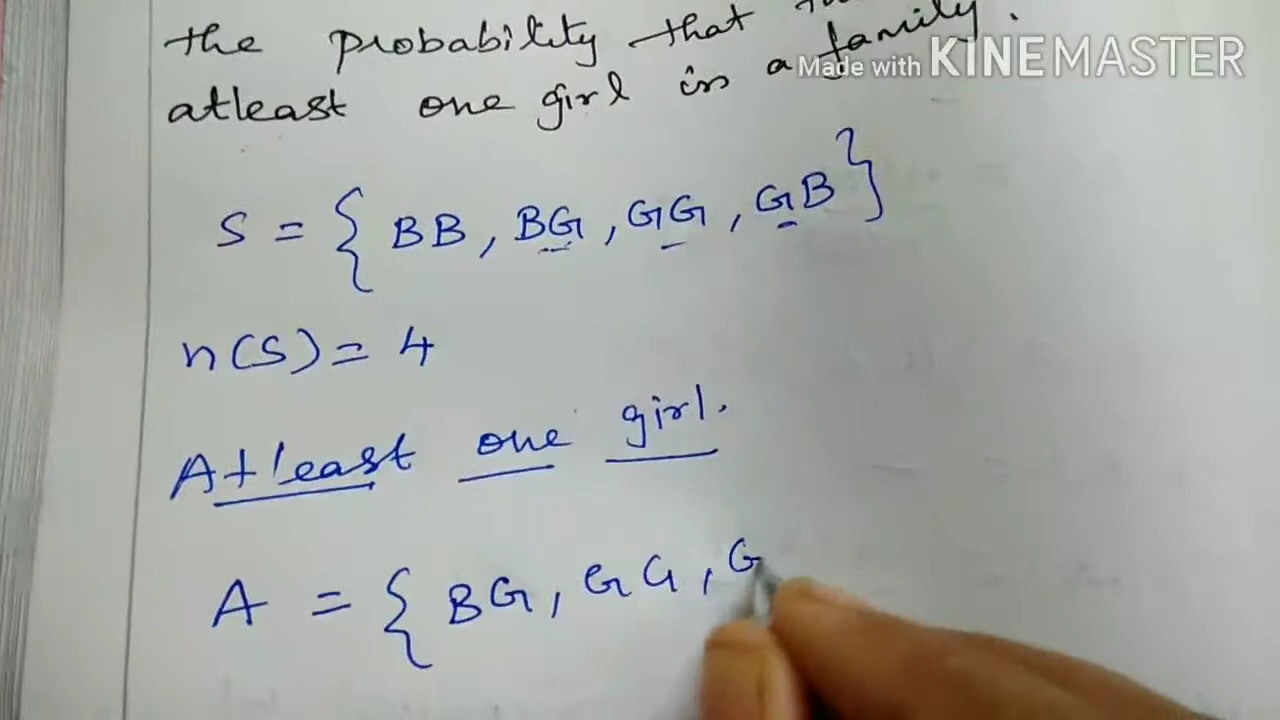 the probability that
atleast one girl in a family.
Made with KINEMASTER
S = { BB, BG, GG, GB }
n(S) = 4
Atleast one girl.
A = { BG, GG, G